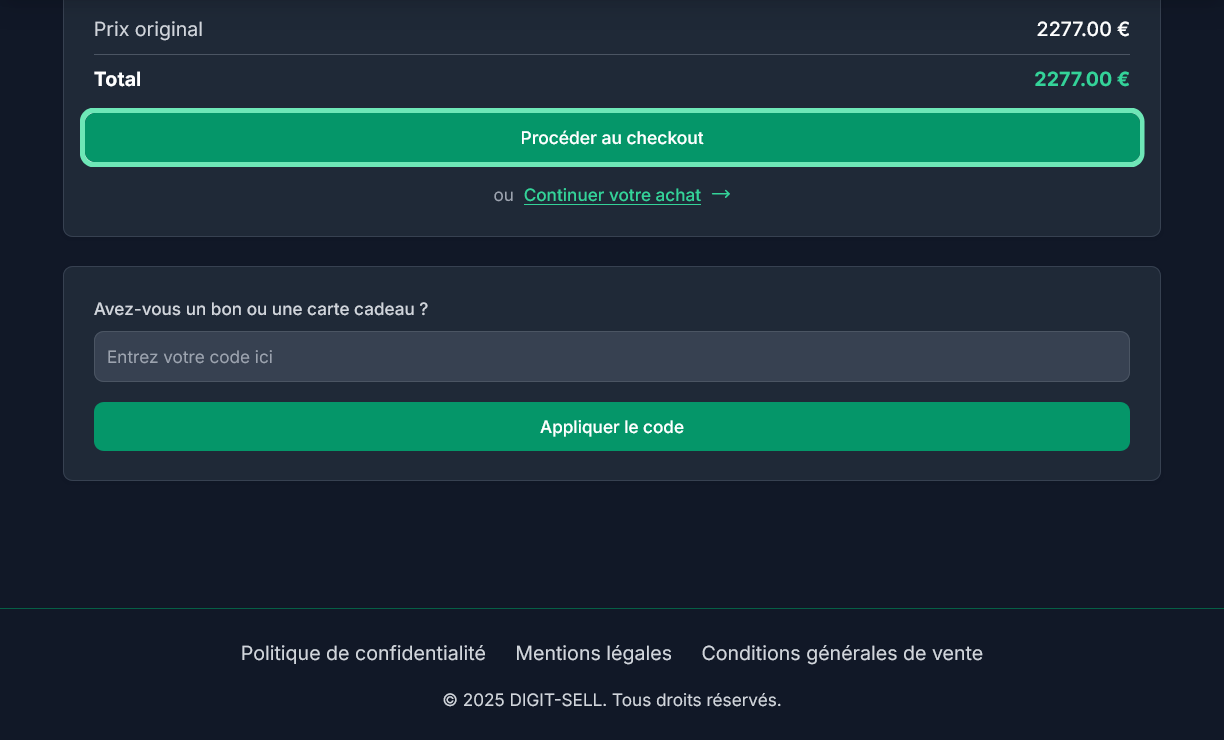 Prix original 2277.00 €
Total 2277.00 €
Procéder au checkout
ou Continuer votre achat →
Avez-vous un bon ou une carte cadeau ?
Entrez votre code ici
Appliquer le code
Politique de confidentialité Mentions légales Conditions générales de vente
© 2025 DIGIT-SELL. Tous droits réservés.